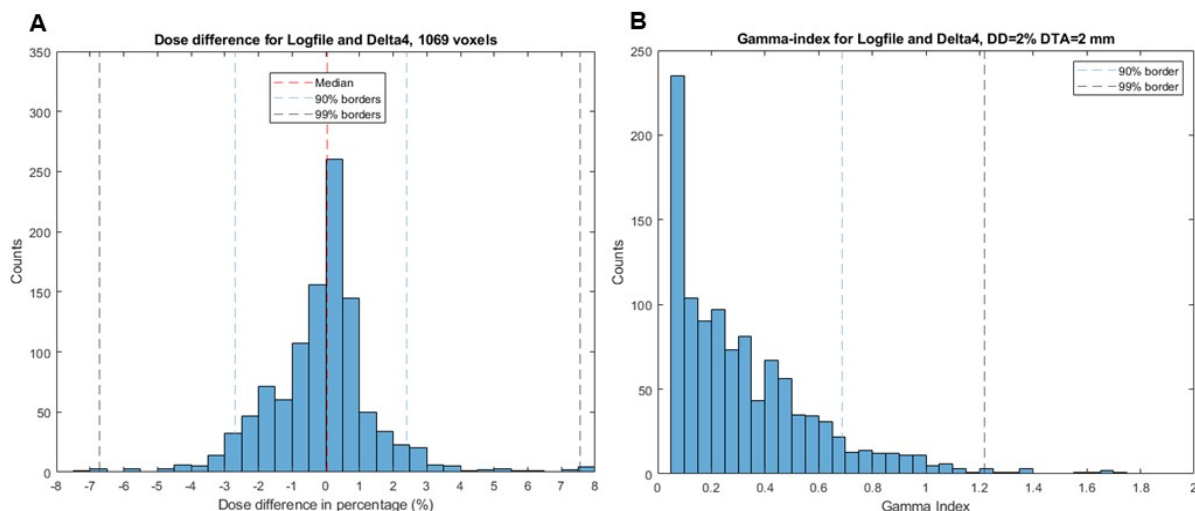 A
Dose difference for Logfile and Delta4, 1069 voxels
Median
90% borders
99% borders
350
300
250
200
150
100
50
0
Counts
-8 -7 -6 -5 -4 -3 -2 -1 0 1 2 3 4 5 6 7 8
Dose difference in percentage (%)
B
Gamma-index for Logfile and Delta4, DD=2% DTA=2 mm
90% border
99% border
250
200
150
100
50
0
Counts
0 0.2 0.4 0.6 0.8 1 1.2 1.4 1.6 1.8 2
Gamma Index